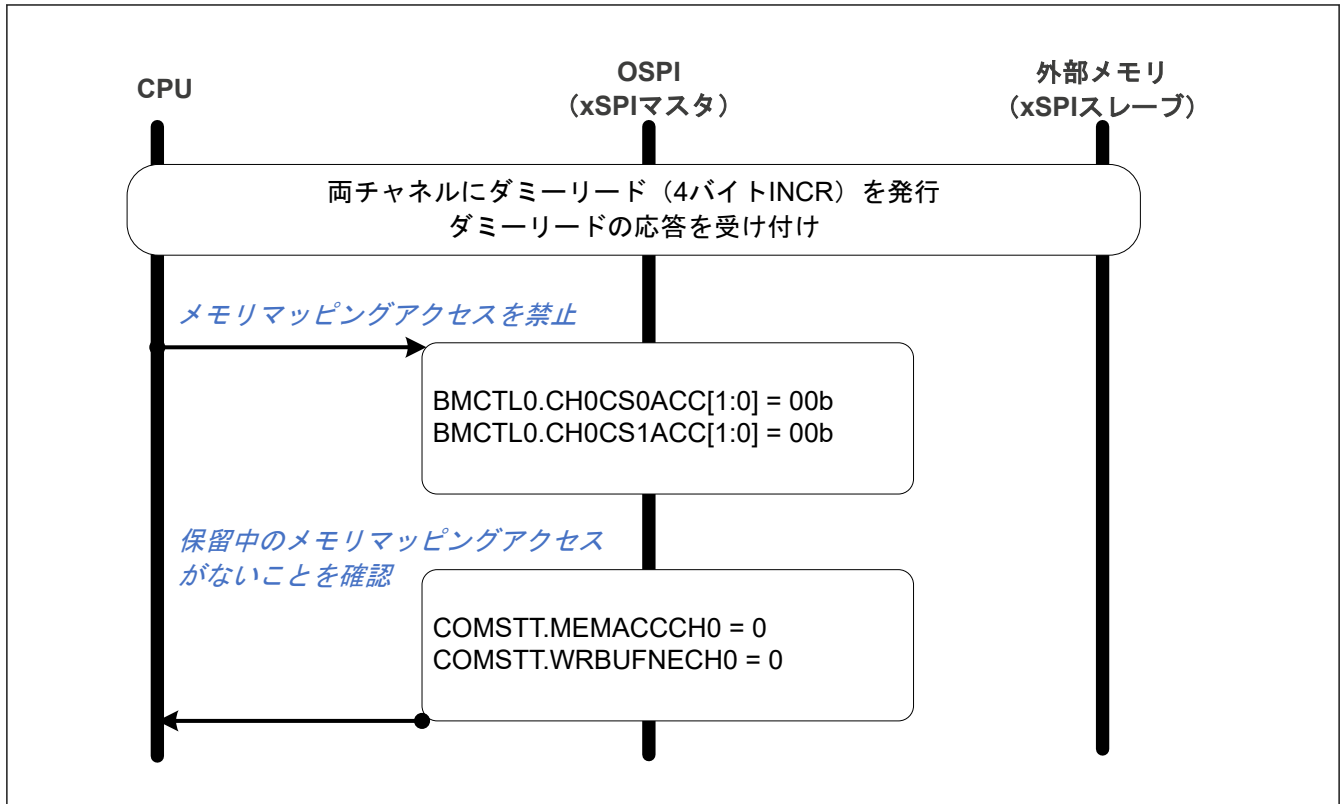 CPU
OSPI
（xSPIマスタ）
外部メモリ
（xSPIスレーブ）
両チャネルにダミーリード（4バイトINCR）を発行
ダミーリードの応答を受け付け
メモリマッピングアクセスを禁止
BMCTL0.CH0CS0ACC[1:0] = 00b
BMCTL0.CH0CS1ACC[1:0] = 00b
保留中のメモリマッピングアクセス
がないことを確認
COMSTT.MEMACCCH0 = 0
COMSTT.WRBUFNECH0 = 0